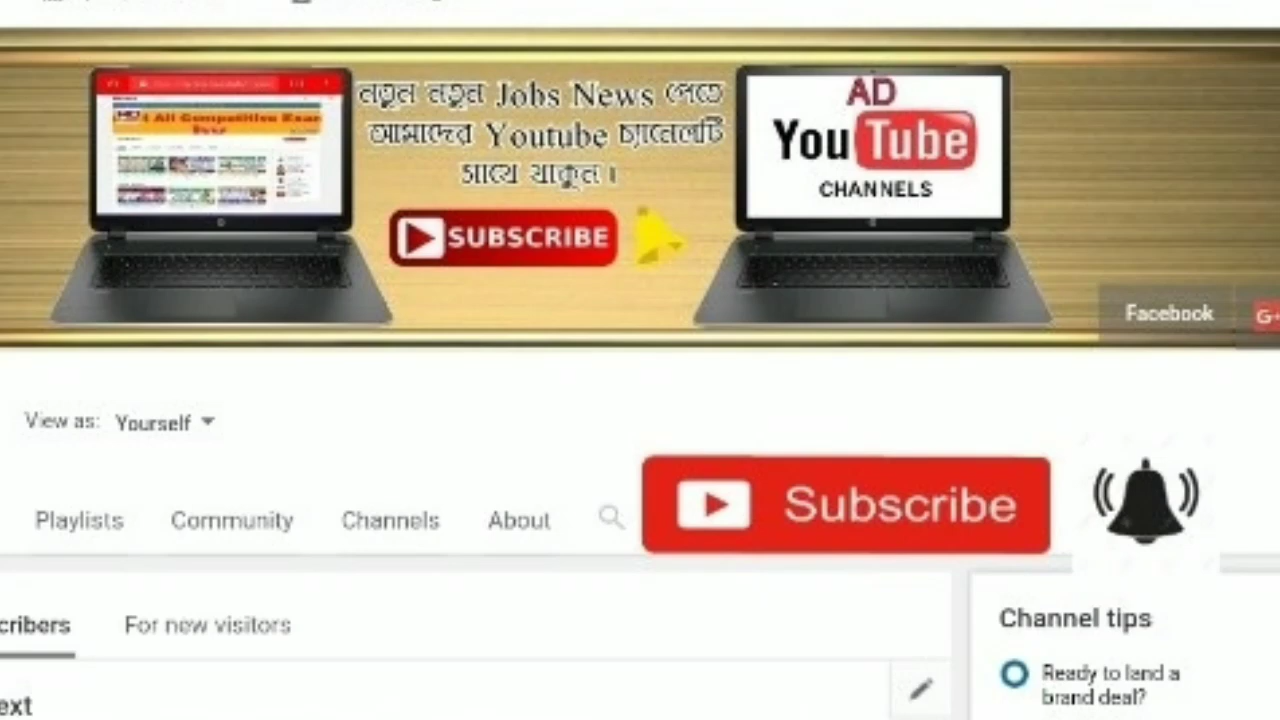 নতুন নতুন Jobs News পেতে
আমাদের Youtube চ্যানেলটি
সাথে থাকুন।
SUBSCRIBE
AD
YouTube
CHANNELS
Facebook
G+
View as: Yourself
Playlists Community Channels About
Subscribe
cribers For new visitors
Channel tips
Ready to land a
brand deal?
ext